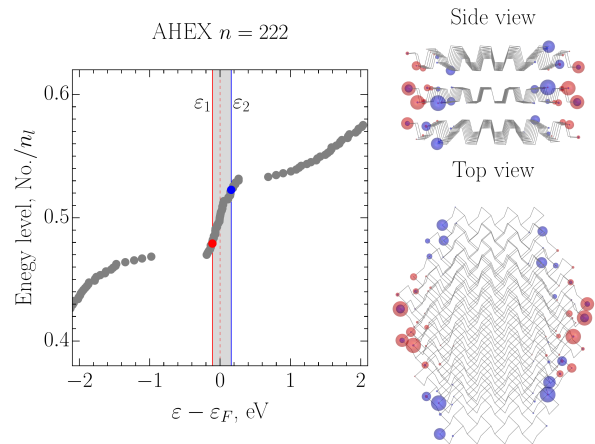 AHEX n = 222
Side view
0.6
ε₁
ε₂
Enegy level, No./nₗ
0.5
Top view
0.4
−2
−1
0
1
2
ε − ε_F, eV